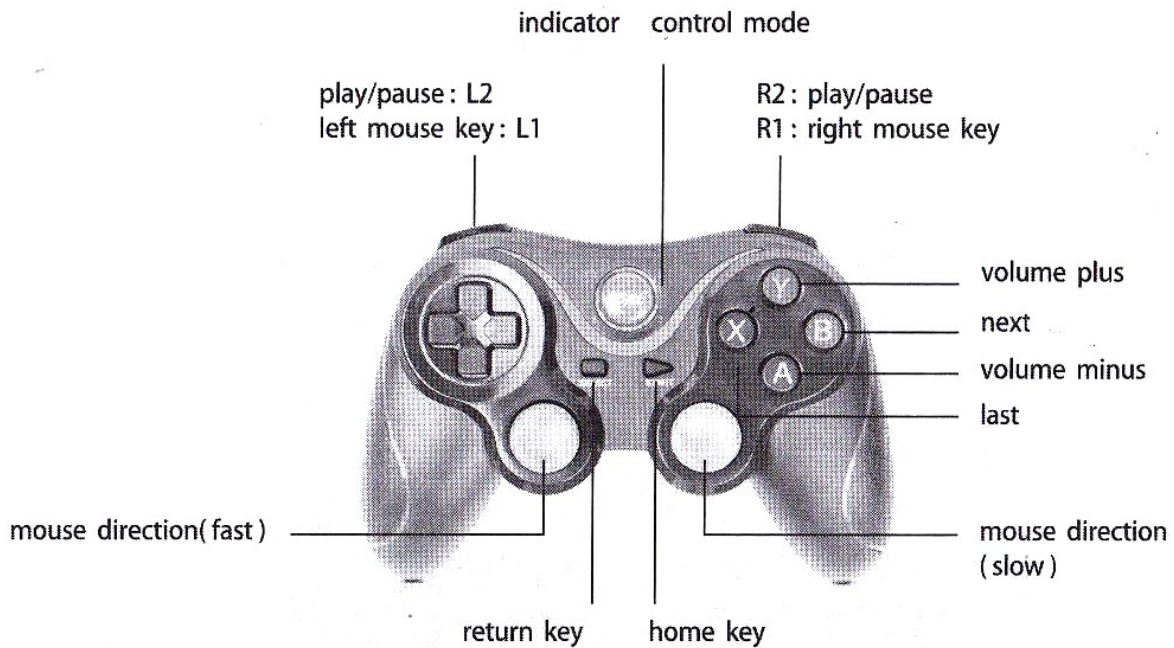 indicator control mode
play/pause: L2
left mouse key: L1
R2: play/pause
R1: right mouse key
Y
X
B
A
volume plus
next
volume minus
last
mouse direction( fast )
mouse direction
( slow )
return key
home key